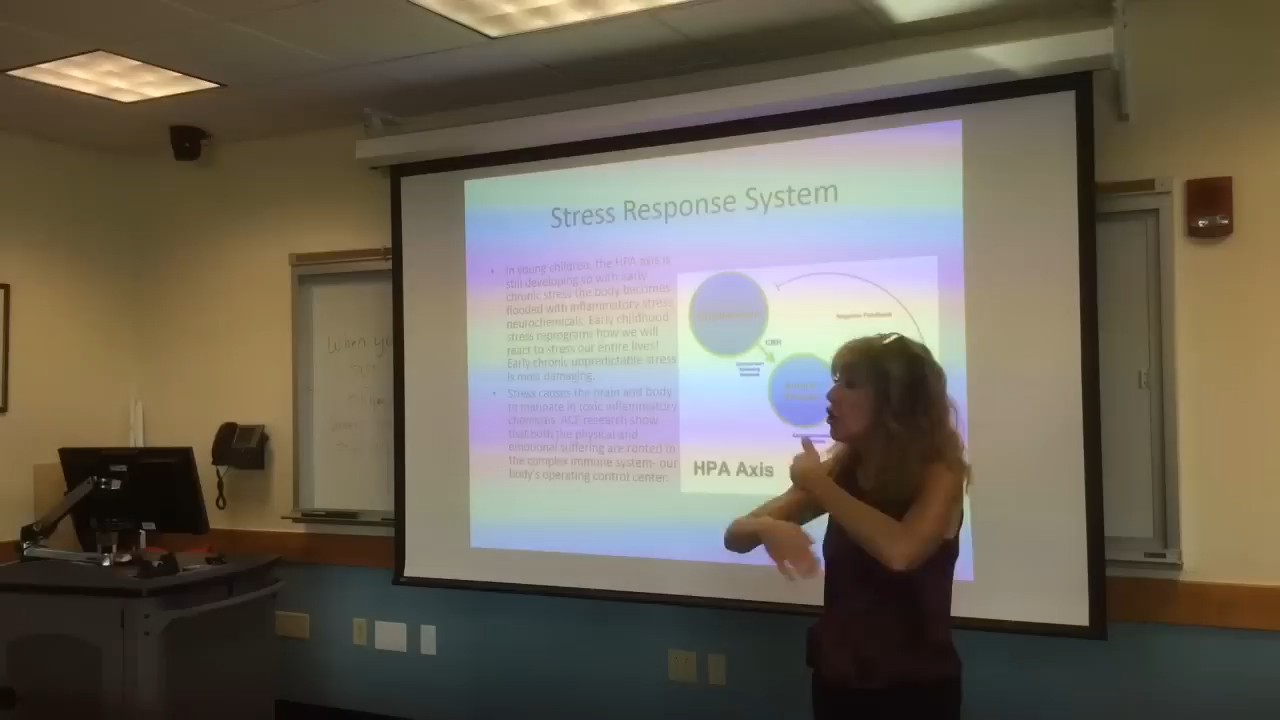 Stress Response System
• In young children, the HPA axis is
still developing so with early
chronic stress the body becomes
flooded with inflammatory stress
neurochemicals. Early childhood
stress reprograms how we will
react to stress our entire lives!
Early chronic unpredictable stress
is most damaging.
• Stress causes the brain and body
to marinate in toxic inflammatory
chemicals. ACE research show
that both the physical and
emotional suffering are rooted in
the complex immune system- our
body's operating control center.
Negative Feedback
CRH
HPA Axis
When you